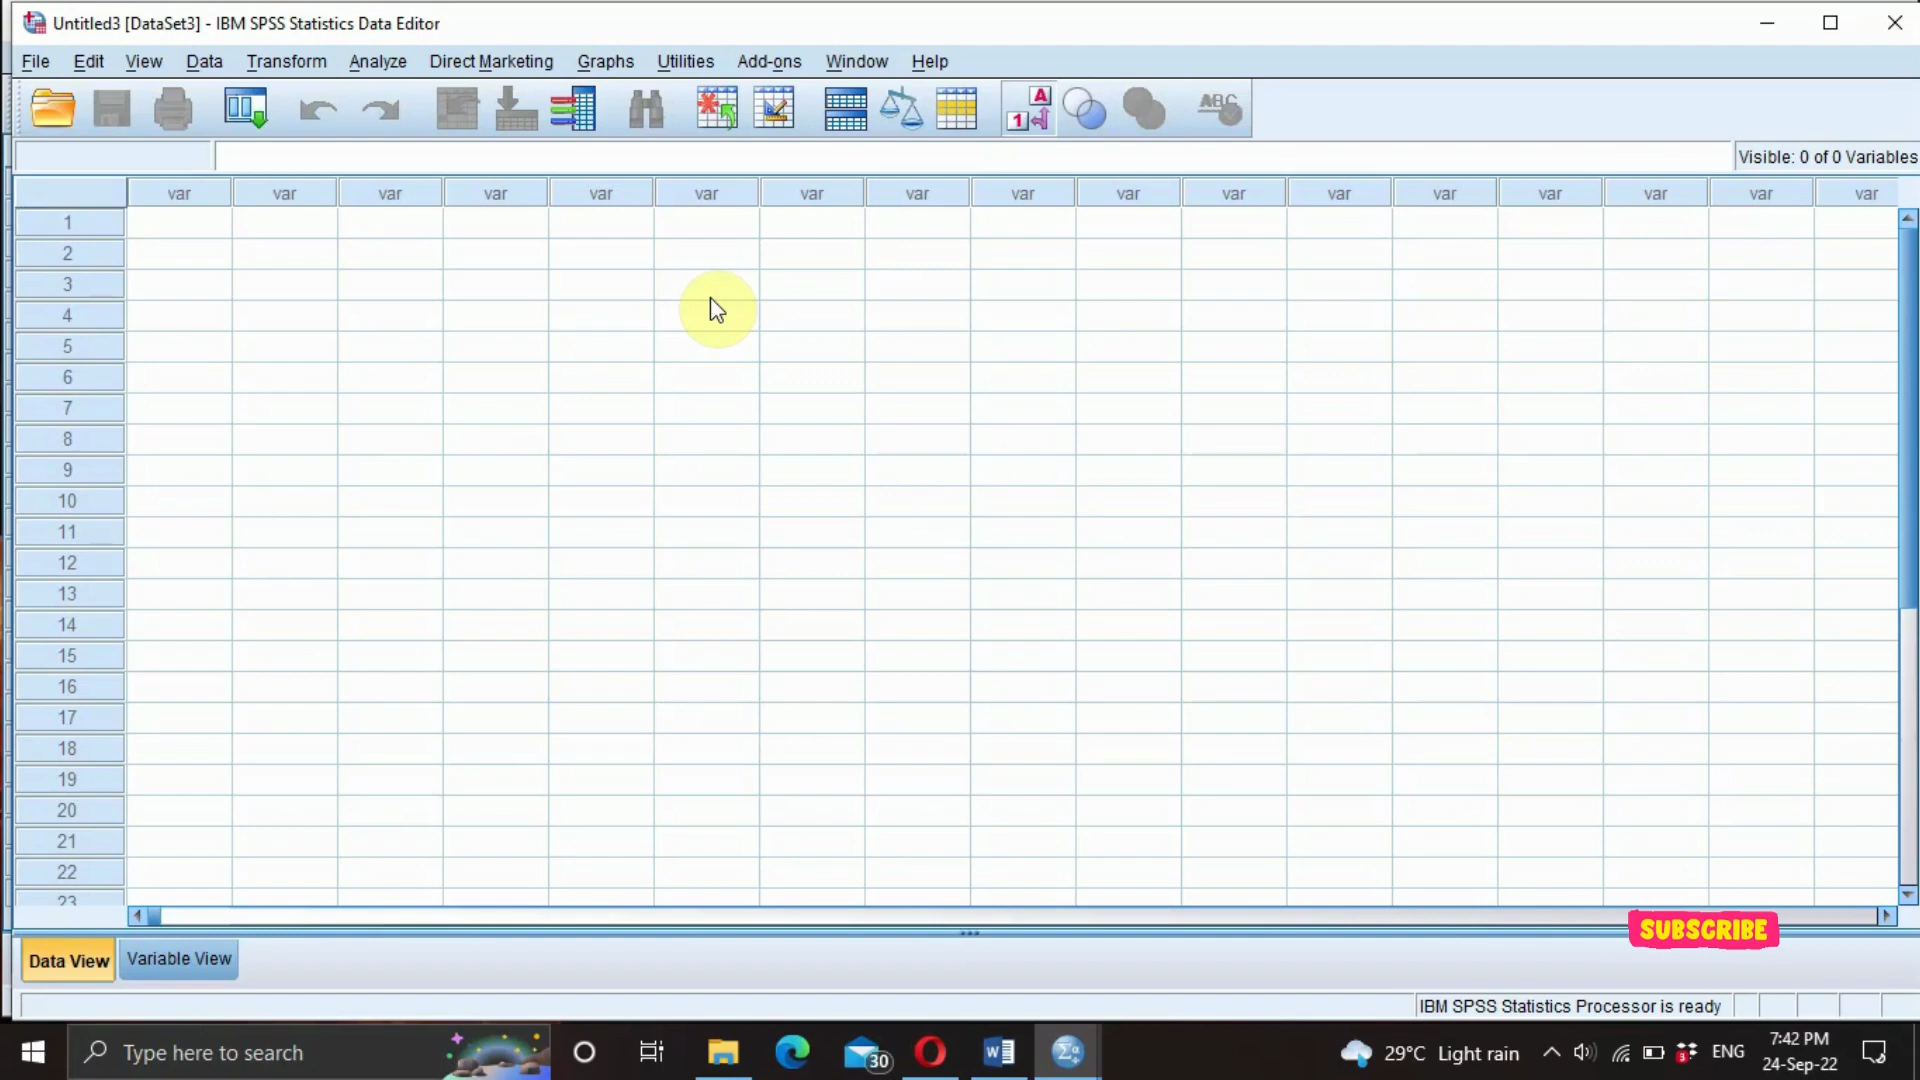 Untitled3 [DataSet3] - IBM SPSS Statistics Data Editor
File Edit View Data Transform Analyze Direct Marketing Graphs Utilities Add-ons Window Help
1 A ABC
Visible: 0 of 0 Variables
var var var var var var var var var var var var var var var var var
1
2
3
4
5
6
7
8
9
10
11
12
13
14
15
16
17
18
19
20
21
22
23
SUBSCRIBE
Data View Variable View
IBM SPSS Statistics Processor is ready
Type here to search 30 29°C Light rain 3 ENG 7:42 PM
24-Sep-22